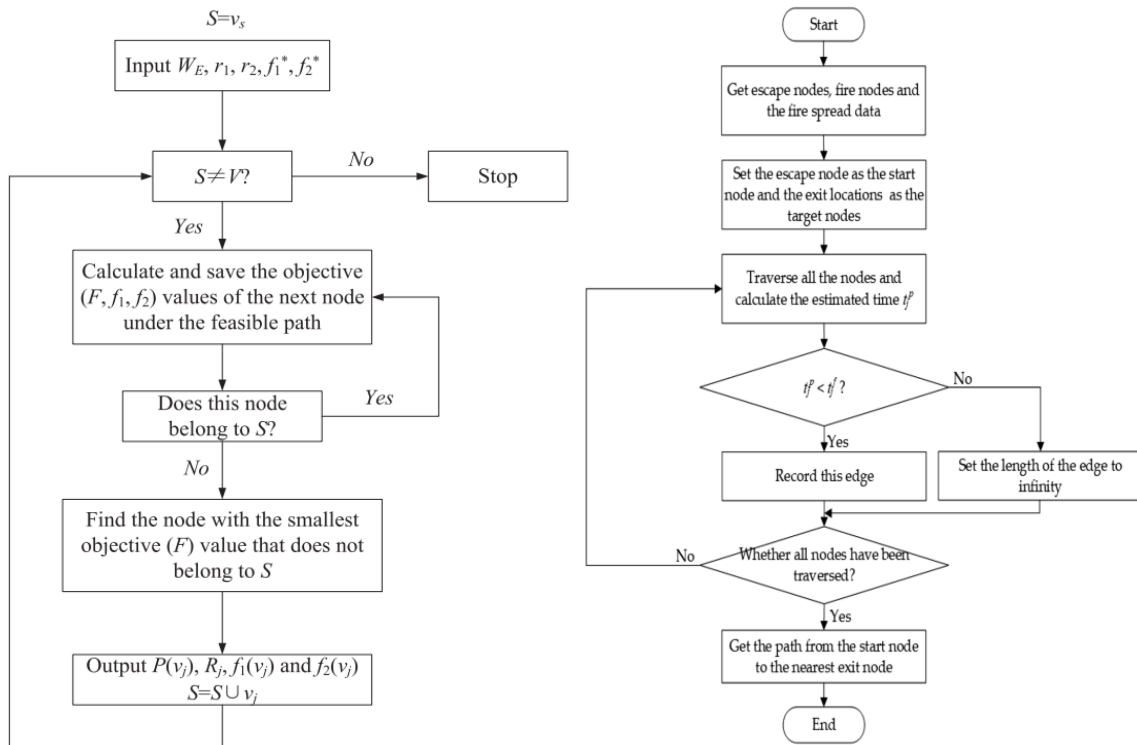 S=vₛ
Input W_E, r₁, r₂, f₁*, f₂*
S≠V?
No
Stop
Yes
Calculate and save the objective
(F, f₁, f₂) values of the next node
under the feasible path
Does this node
belong to S?
Yes
No
Find the node with the smallest
objective (F) value that does not
belong to S
Output P(vⱼ), Rⱼ, f₁(vⱼ) and f₂(vⱼ)
S=S∪vⱼ
Start
Get escape nodes, fire nodes and
the fire spread data
Set the escape node as the start
node and the exit locations as the
target nodes
Traverse all the nodes and
calculate the estimated time tⱼᵖ
tⱼᵖ < tⱼᶠ ?
No
Yes
Record this edge
Set the length of the edge to
infinity
Whether all nodes have been
traversed?
No
Yes
Get the path from the start node
to the nearest exit node
End